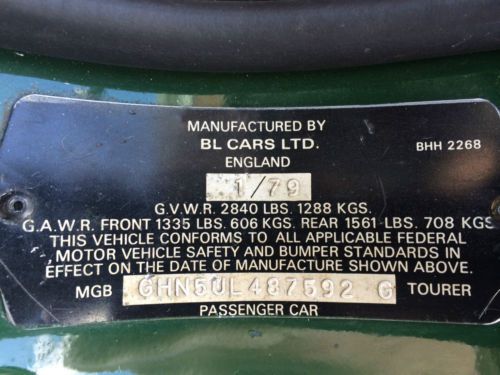 MANUFACTURED BY
BL CARS LTD.
BHH 2268
ENGLAND
1/79
G.V.W.R. 2840 LBS. 1288 KGS.
G.A.W.R. FRONT 1335 LBS. 606 KGS. REAR 1561 LBS. 708 KGS
THIS VEHICLE CONFORMS TO ALL APPLICABLE FEDERAL
MOTOR VEHICLE SAFETY AND BUMPER STANDARDS IN
EFFECT ON THE DATE OF MANUFACTURE SHOWN ABOVE.
MGB GHN5UL487592 G TOURER
PASSENGER CAR